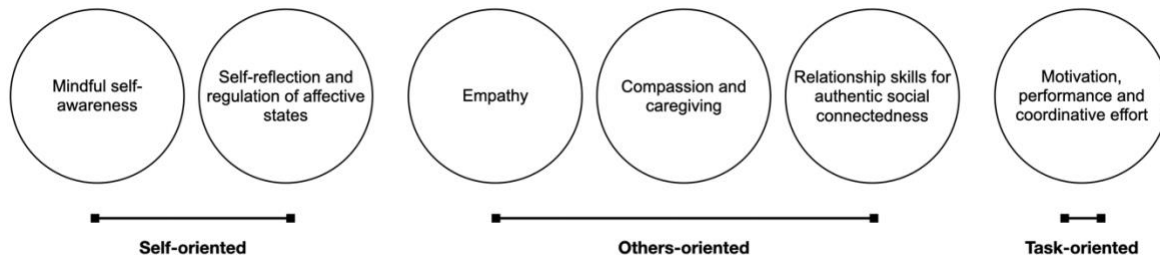 Mindful self-
awareness
Self-reflection and
regulation of affective
states
Empathy
Compassion and
caregiving
Relationship skills for
authentic social
connectedness
Motivation,
performance and
coordinative effort
Self-oriented
Others-oriented
Task-oriented